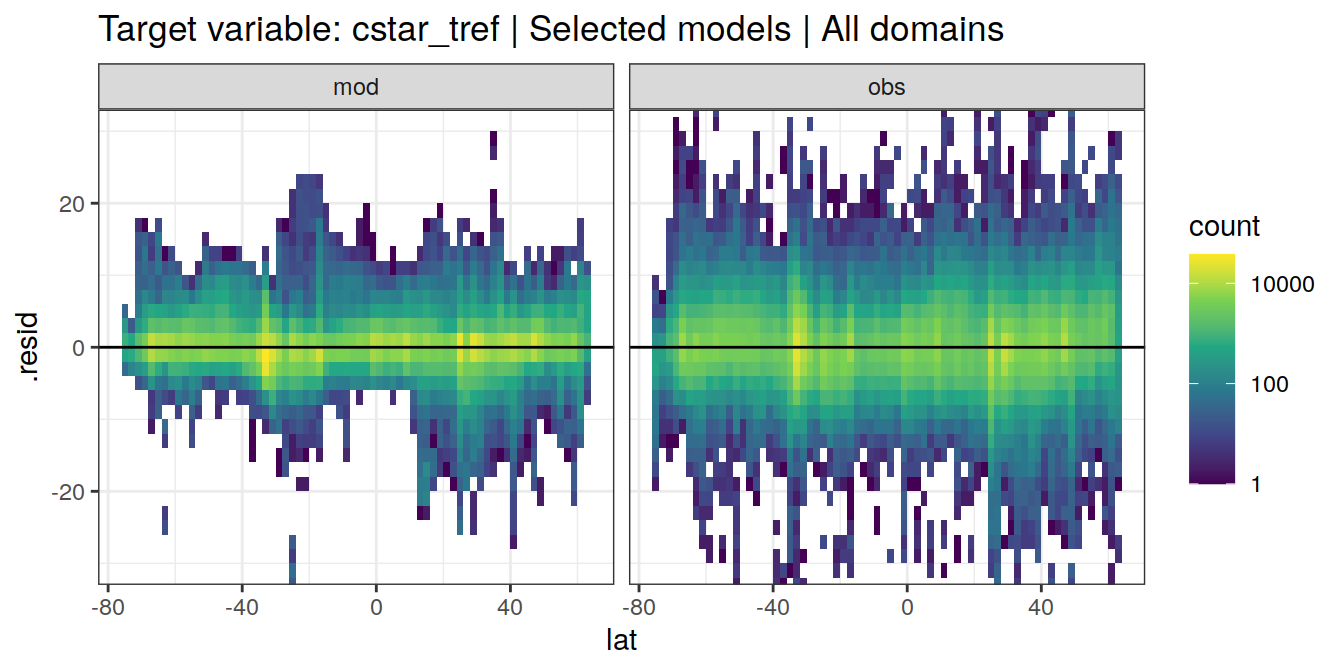 Target variable: cstar_tref | Selected models | All domains
mod
obs
20
0
-20
.resid
-80
-40
0
40
-80
-40
0
40
lat
count
10000
100
1